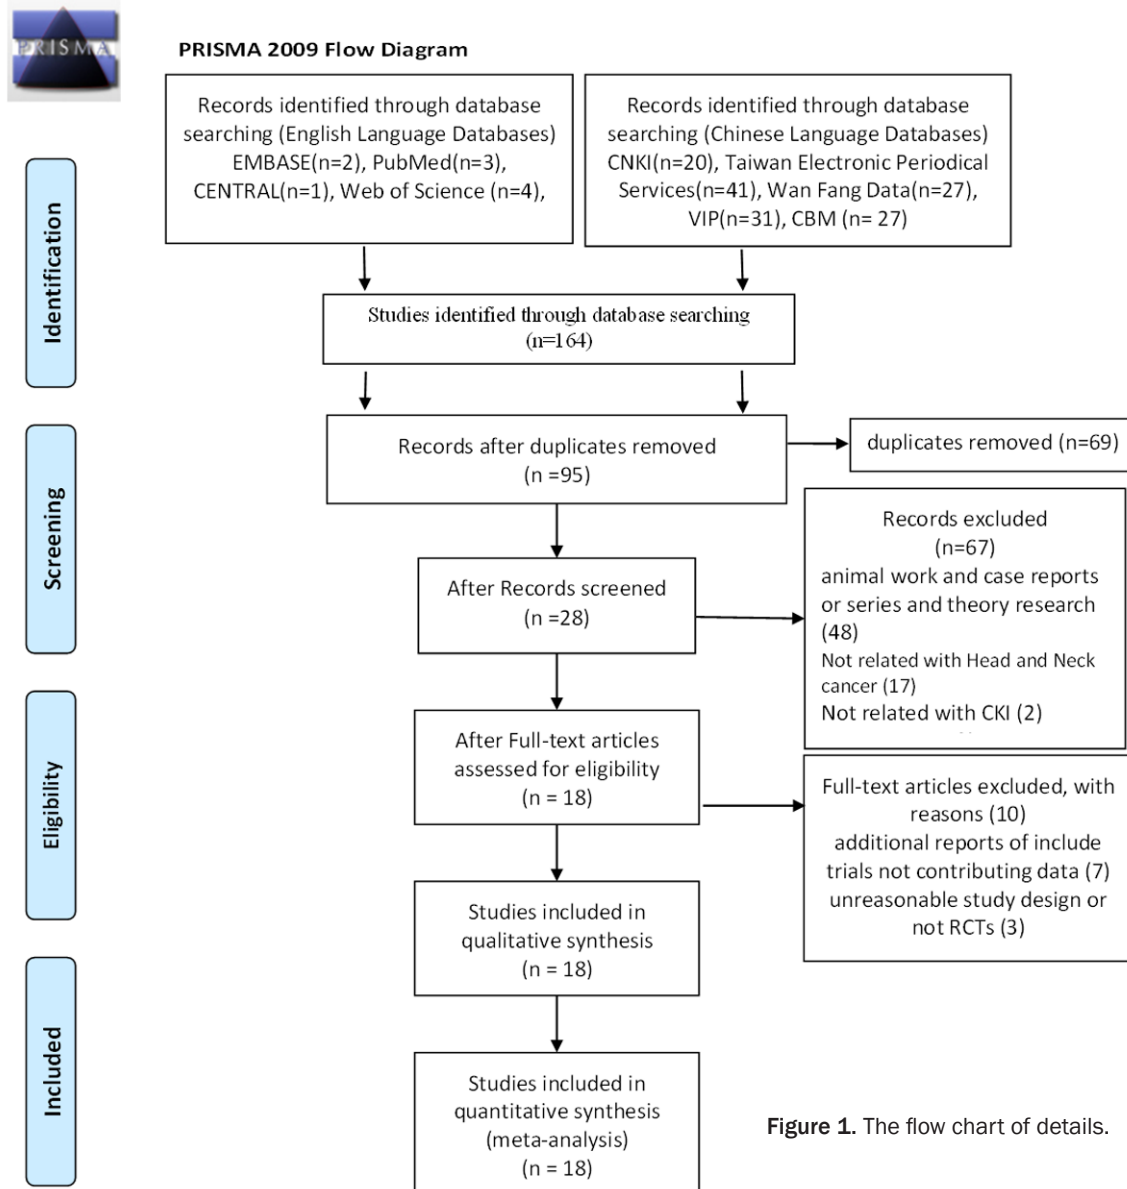 PRISMA
PRISMA 2009 Flow Diagram
Records identified through database
searching (English Language Databases)
EMBASE(n=2), PubMed(n=3),
CENTRAL(n=1), Web of Science (n=4),
Records identified through database
searching (Chinese Language Databases)
CNKI(n=20), Taiwan Electronic Periodical
Services(n=41), Wan Fang Data(n=27),
VIP(n=31), CBM (n= 27)
Identification
Studies identified through database searching
(n=164)
Records after duplicates removed
(n =95)
duplicates removed (n=69)
Screening
After Records screened
(n =28)
Records excluded
(n=67)
animal work and case reports
or series and theory research
(48)
Not related with Head and Neck
cancer (17)
Not related with CKI (2)
Eligibility
After Full-text articles
assessed for eligibility
(n = 18)
Full-text articles excluded, with
reasons (10)
additional reports of include
trials not contributing data (7)
unreasonable study design or
not RCTs (3)
Studies included in
qualitative synthesis
(n = 18)
Included
Studies included in
quantitative synthesis
(meta-analysis)
(n = 18)
Figure 1. The flow chart of details.